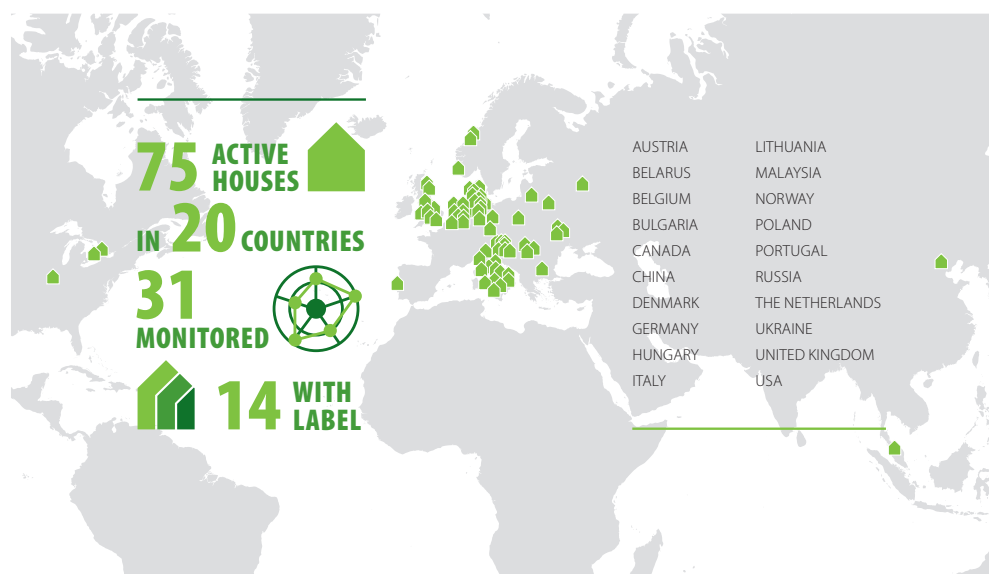 75 ACTIVE HOUSES
IN 20 COUNTRIES
31
MONITORED
14 WITH LABEL
AUSTRIA
BELARUS
BELGIUM
BULGARIA
CANADA
CHINA
DENMARK
GERMANY
HUNGARY
ITALY
LITHUANIA
MALAYSIA
NORWAY
POLAND
PORTUGAL
RUSSIA
THE NETHERLANDS
UKRAINE
UNITED KINGDOM
USA